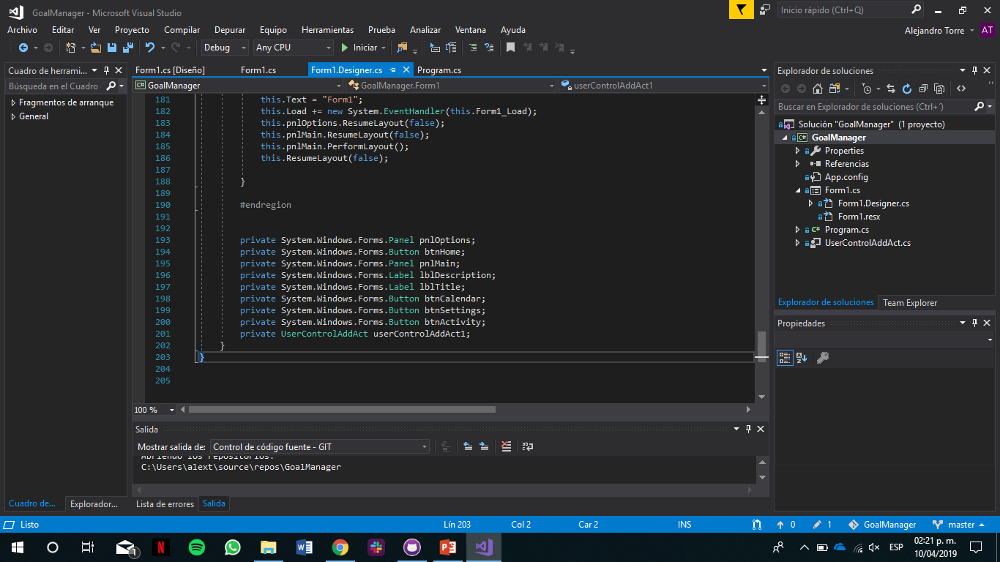 GoalManager - Microsoft Visual Studio
Inicio rápido (Ctrl+Q)
Archivo Editar Ver Proyecto Compilar Depurar Equipo Herramientas Prueba Analizar Ventana Ayuda
Alejandro Torre AT
Debug Any CPU Iniciar
Cuadro de herrami...
Búsqueda en el Cuadro
Fragmentos de arranque
General
Cuadro de... Explorador...
Form1.cs [Diseño] Form1.cs Form1.Designer.cs Program.cs
GoalManager GoalManager.Form1 userControlAddAct1
181 this.Text = "Form1";
182 this.Load += new System.EventHandler(this.Form1_Load);
183 this.pnlOptions.ResumeLayout(false);
184 this.pnlMain.ResumeLayout(false);
185 this.pnlMain.PerformLayout();
186 this.ResumeLayout(false);
187
188 }
189
190 #endregion
191
192
193 private System.Windows.Forms.Panel pnlOptions;
194 private System.Windows.Forms.Button btnHome;
195 private System.Windows.Forms.Panel pnlMain;
196 private System.Windows.Forms.Label lblDescription;
197 private System.Windows.Forms.Label lblTitle;
198 private System.Windows.Forms.Button btnCalendar;
199 private System.Windows.Forms.Button btnSettings;
200 private System.Windows.Forms.Button btnActivity;
201 private UserControlAddAct userControlAddAct1;
202 }
203 }
204
205
100 %
Salida
Mostrar salida de: Control de código fuente - GIT
Abriendo los repositorios:
C:\Users\alext\source\repos\GoalManager
Lista de errores Salida
Explorador de soluciones
Buscar en Explorador de soluciones (Ctrl+´)
Solución "GoalManager" (1 proyecto)
GoalManager
Properties
Referencias
App.config
Form1.cs
Form1.Designer.cs
Form1.resx
Program.cs
UserControlAddAct.cs
Explorador de soluciones Team Explorer
Propiedades
Listo Lín 203 Col 2 Car 2 INS 0 1 GoalManager master
1 ESP 02:21 p. m.
10/04/2019